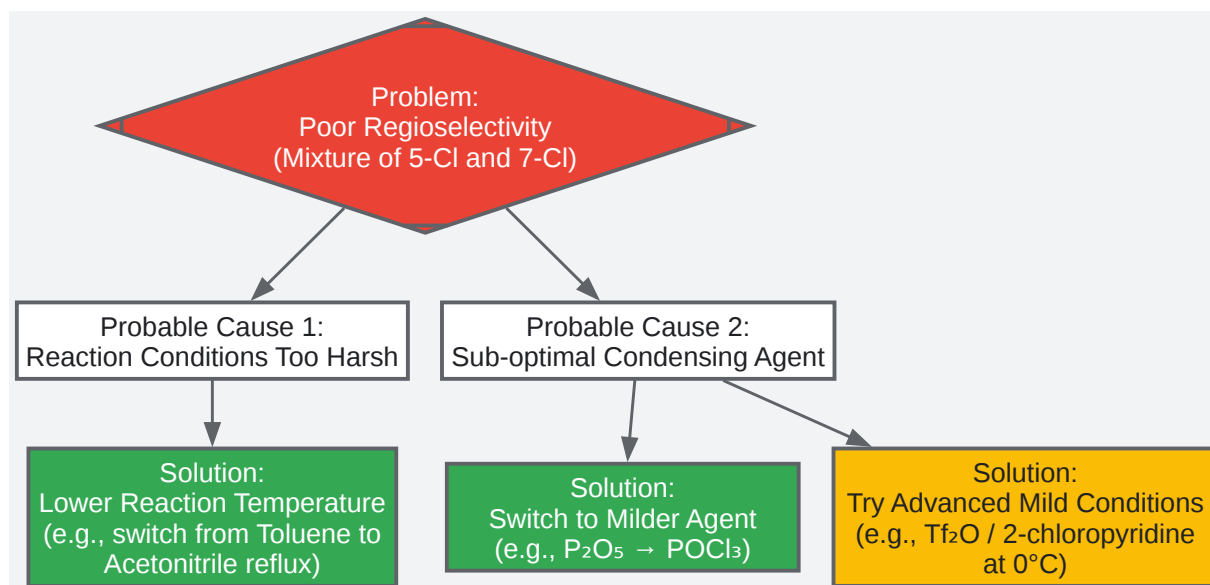 Problem:
Poor Regioselectivity
(Mixture of 5-Cl and 7-Cl)
Probable Cause 1:
Reaction Conditions Too Harsh
Probable Cause 2:
Sub-optimal Condensing Agent
Solution:
Lower Reaction Temperature
(e.g., switch from Toluene to
Acetonitrile reflux)
Solution:
Switch to Milder Agent
(e.g., P₂O₅ → POCl₃)
Solution:
Try Advanced Mild Conditions
(e.g., Tf₂O / 2-chloropyridine
at 0°C)